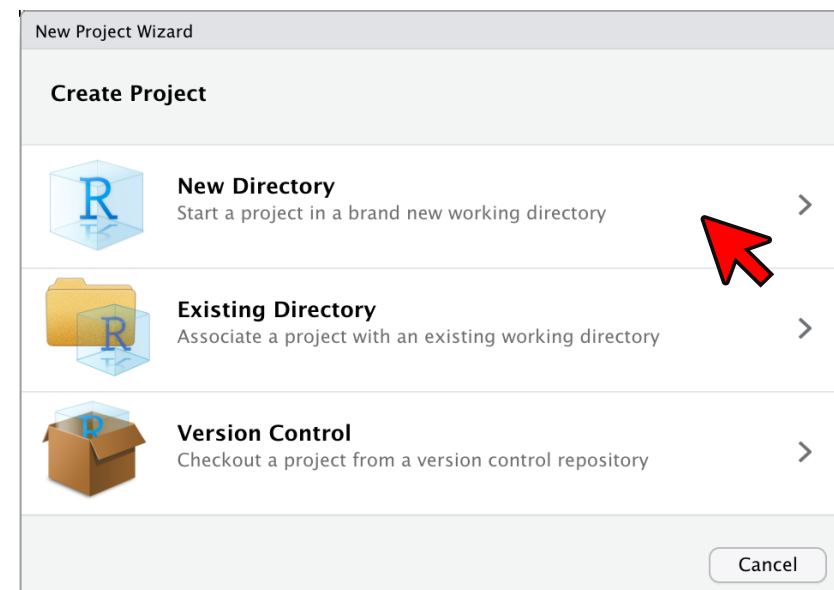 New Project Wizard
Create Project
R
New Directory
Start a project in a brand new working directory
R
Existing Directory
Associate a project with an existing working directory
R
Version Control
Checkout a project from a version control repository
Cancel